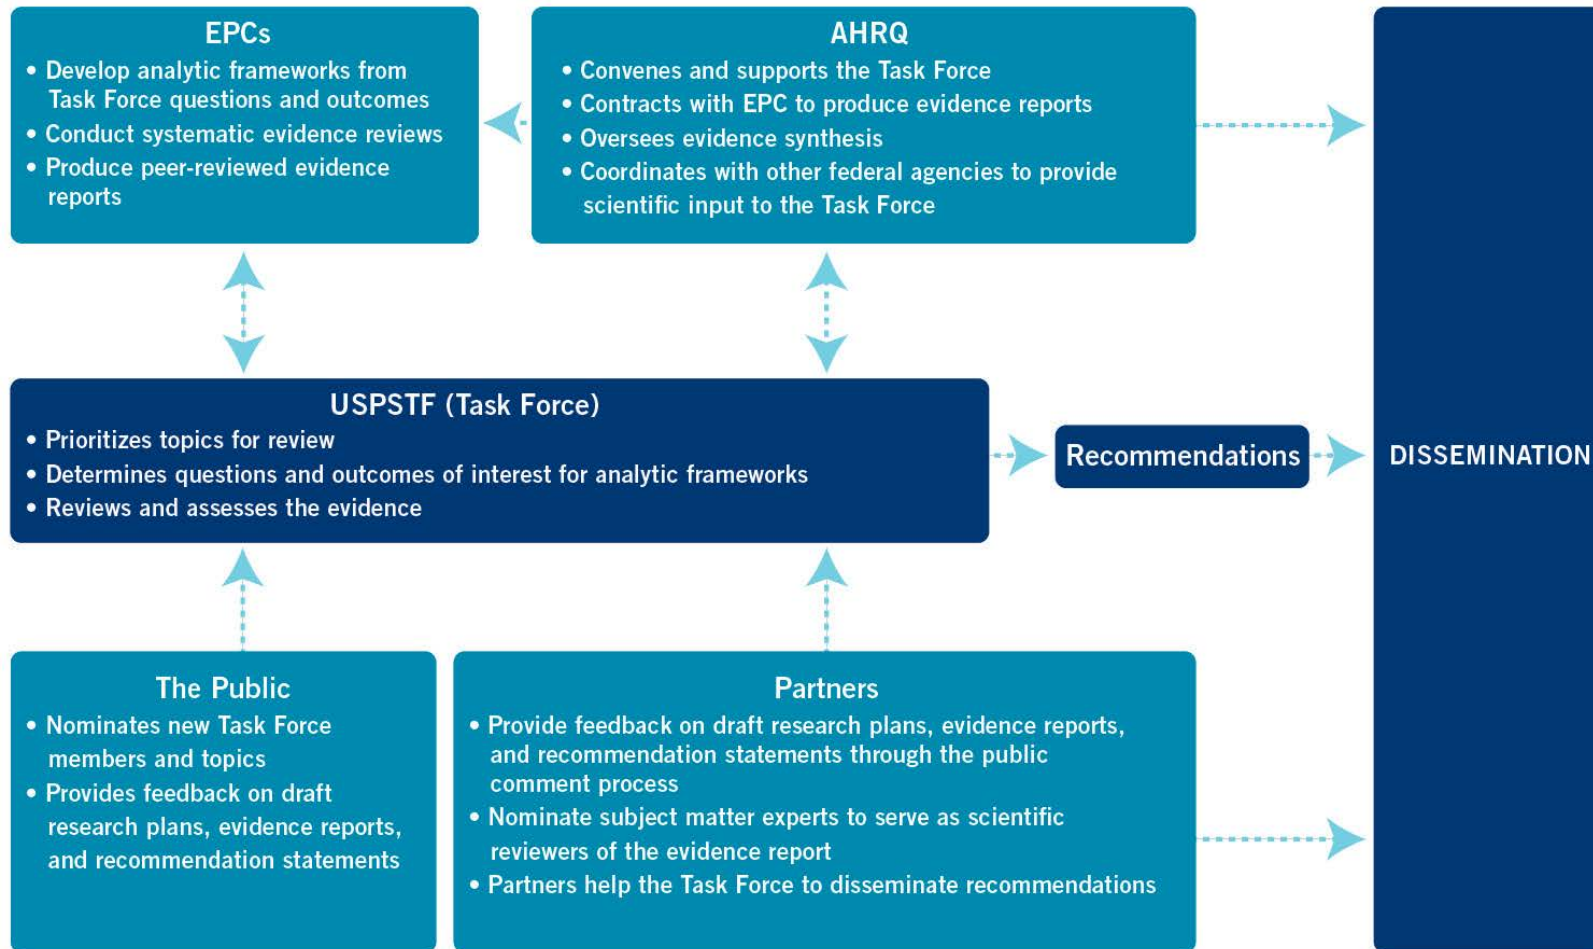 EPCs
• Develop analytic frameworks from
Task Force questions and outcomes
• Conduct systematic evidence reviews
• Produce peer-reviewed evidence
reports
AHRQ
• Convenes and supports the Task Force
• Contracts with EPC to produce evidence reports
• Oversees evidence synthesis
• Coordinates with other federal agencies to provide
scientific input to the Task Force
USPSTF (Task Force)
• Prioritizes topics for review
• Determines questions and outcomes of interest for analytic frameworks
• Reviews and assesses the evidence
Recommendations
DISSEMINATION
The Public
• Nominates new Task Force
members and topics
• Provides feedback on draft
research plans, evidence reports,
and recommendation statements
Partners
• Provide feedback on draft research plans, evidence reports,
and recommendation statements through the public
comment process
• Nominate subject matter experts to serve as scientific
reviewers of the evidence report
• Partners help the Task Force to disseminate recommendations